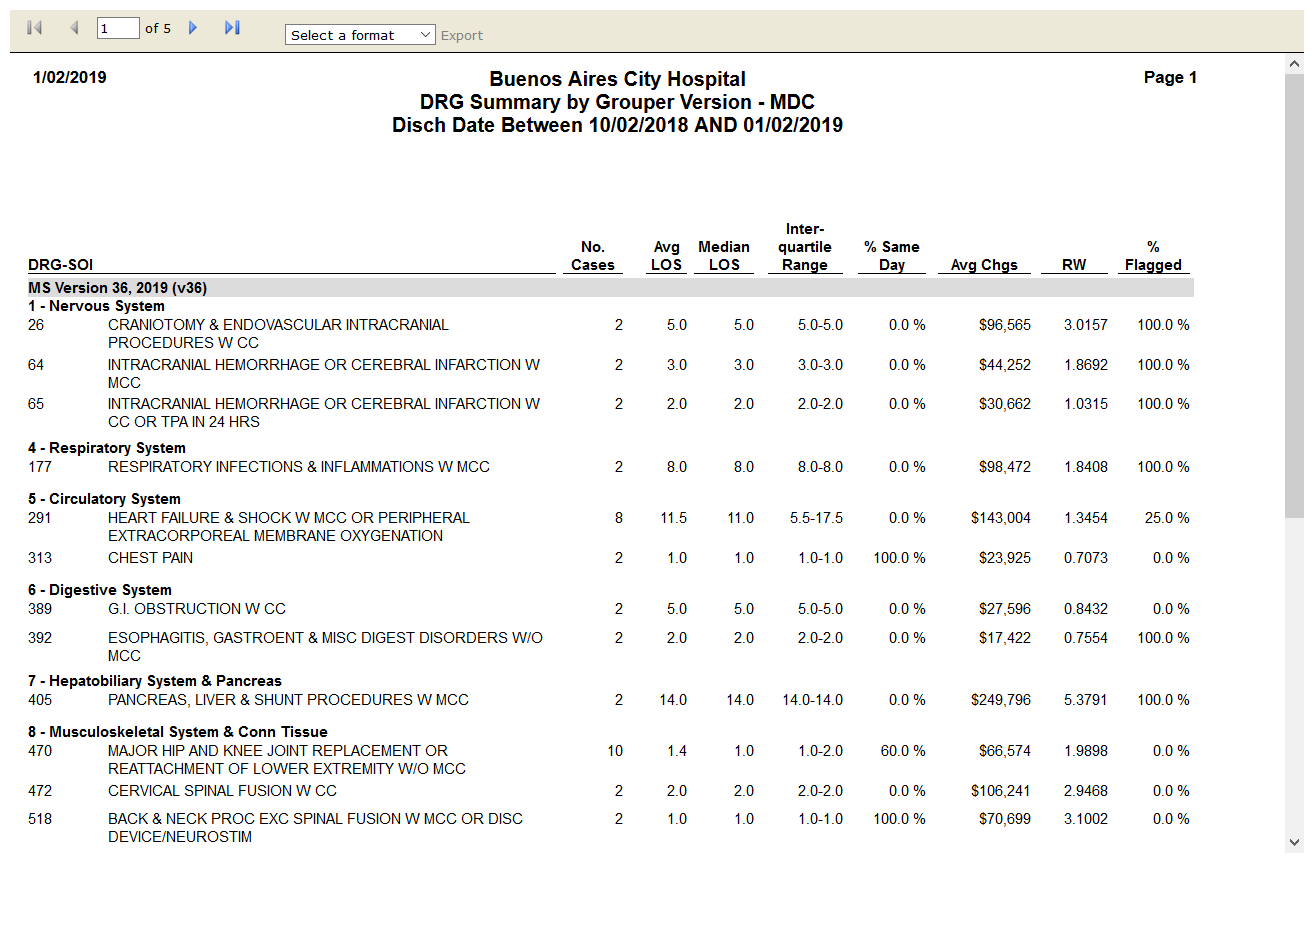 1 of 5 Select a format Export
1/02/2019 Buenos Aires City Hospital Page 1
DRG Summary by Grouper Version - MDC
Disch Date Between 10/02/2018 AND 01/02/2019
Inter-
No. Avg Median quartile % Same %
DRG-SOI Cases LOS LOS Range Day Avg Chgs RW Flagged
MS Version 36, 2019 (v36)
1 - Nervous System
26 CRANIOTOMY & ENDOVASCULAR INTRACRANIAL 2 5.0 5.0 5.0-5.0 0.0 % $96,565 3.0157 100.0 %
PROCEDURES W CC
64 INTRACRANIAL HEMORRHAGE OR CEREBRAL INFARCTION W 2 3.0 3.0 3.0-3.0 0.0 % $44,252 1.8692 100.0 %
MCC
65 INTRACRANIAL HEMORRHAGE OR CEREBRAL INFARCTION W 2 2.0 2.0 2.0-2.0 0.0 % $30,662 1.0315 100.0 %
CC OR TPA IN 24 HRS
4 - Respiratory System
177 RESPIRATORY INFECTIONS & INFLAMMATIONS W MCC 2 8.0 8.0 8.0-8.0 0.0 % $98,472 1.8408 100.0 %
5 - Circulatory System
291 HEART FAILURE & SHOCK W MCC OR PERIPHERAL 8 11.5 11.0 5.5-17.5 0.0 % $143,004 1.3454 25.0 %
EXTRACORPOREAL MEMBRANE OXYGENATION
313 CHEST PAIN 2 1.0 1.0 1.0-1.0 100.0 % $23,925 0.7073 0.0 %
6 - Digestive System
389 G.I. OBSTRUCTION W CC 2 5.0 5.0 5.0-5.0 0.0 % $27,596 0.8432 0.0 %
392 ESOPHAGITIS, GASTROENT & MISC DIGEST DISORDERS W/O 2 2.0 2.0 2.0-2.0 0.0 % $17,422 0.7554 100.0 %
MCC
7 - Hepatobiliary System & Pancreas
405 PANCREAS, LIVER & SHUNT PROCEDURES W MCC 2 14.0 14.0 14.0-14.0 0.0 % $249,796 5.3791 100.0 %
8 - Musculoskeletal System & Conn Tissue
470 MAJOR HIP AND KNEE JOINT REPLACEMENT OR 10 1.4 1.0 1.0-2.0 60.0 % $66,574 1.9898 0.0 %
REATTACHMENT OF LOWER EXTREMITY W/O MCC
472 CERVICAL SPINAL FUSION W CC 2 2.0 2.0 2.0-2.0 0.0 % $106,241 2.9468 0.0 %
518 BACK & NECK PROC EXC SPINAL FUSION W MCC OR DISC 2 1.0 1.0 1.0-1.0 100.0 % $70,699 3.1002 0.0 %
DEVICE/NEUROSTIM